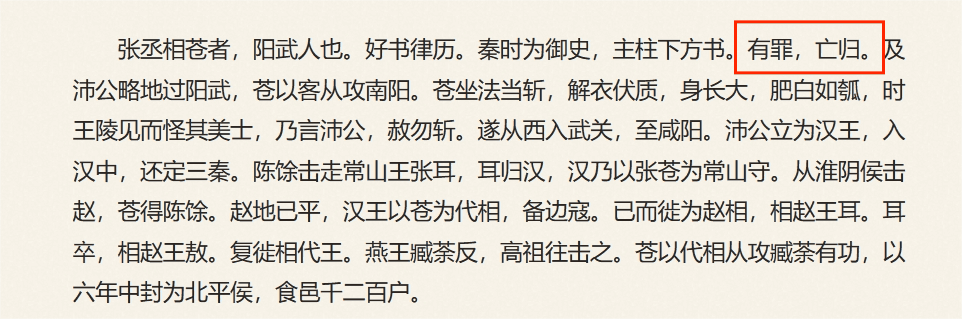 张丞相苍者，阳武人也。好书律历。秦时为御史，主柱下方书。有罪，亡归。及
沛公略地过阳武，苍以客从攻南阳。苍坐法当斩，解衣伏质，身长大，肥白如瓠，时
王陵见而怪其美士，乃言沛公，赦勿斩。遂从西入武关，至咸阳。沛公立为汉王，入
汉中，还定三秦。陈馀击走常山王张耳，耳归汉，汉乃以张苍为常山守。从淮阴侯击
赵，苍得陈馀。赵地已平，汉王以苍为代相，备边寇。已而徙为赵相，相赵王耳。耳
卒，相赵王敖。复徙相代王。燕王臧荼反，高祖往击之。苍以代相从攻臧荼有功，以
六年中封为北平侯，食邑千二百户。